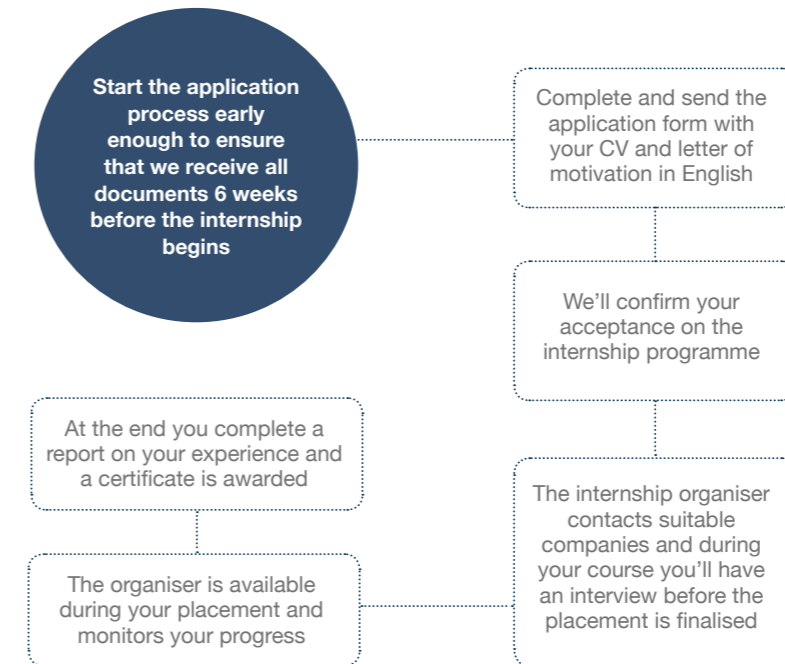 Start the application
process early
enough to ensure
that we receive all
documents 6 weeks
before the internship
begins
Complete and send the
application form with
your CV and letter of
motivation in English
We'll confirm your
acceptance on the
internship programme
The internship organiser
contacts suitable
companies and during
your course you'll have
an interview before the
placement is finalised
The organiser is available
during your placement and
monitors your progress
At the end you complete a
report on your experience and
a certificate is awarded